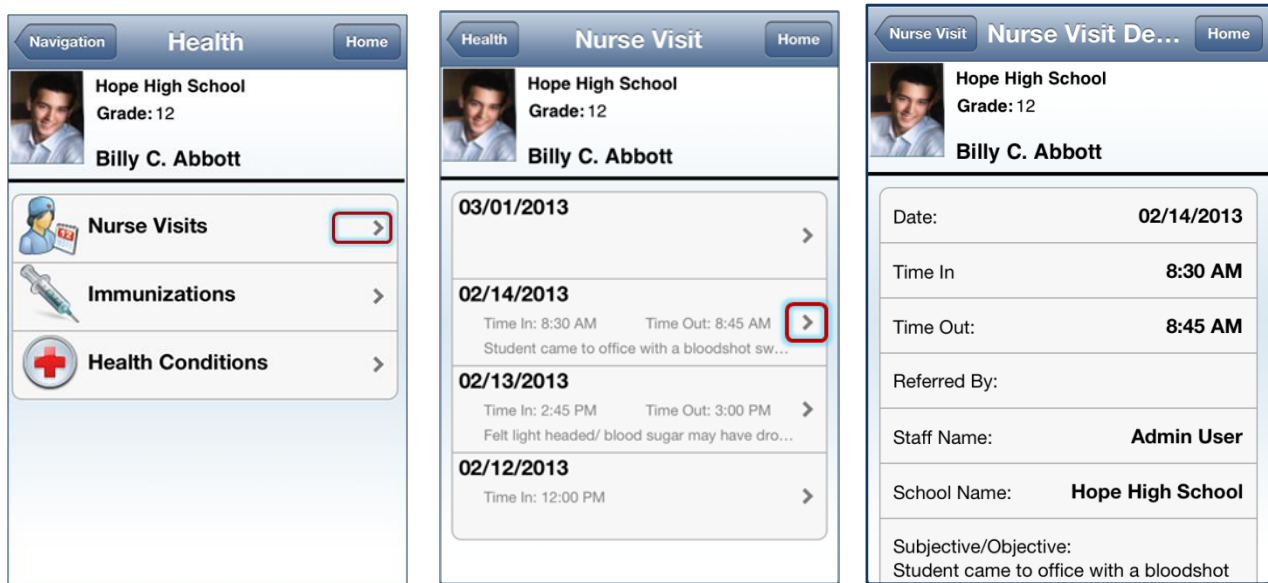 Navigation
Health
Home
Hope High School
Grade: 12
Billy C. Abbott
Nurse Visits
Immunizations
Health Conditions
Health
Nurse Visit
Home
Hope High School
Grade: 12
Billy C. Abbott
03/01/2013
02/14/2013
Time In: 8:30 AM Time Out: 8:45 AM
Student came to office with a bloodshot sw...
02/13/2013
Time In: 2:45 PM Time Out: 3:00 PM
Felt light headed/ blood sugar may have dro...
02/12/2013
Time In: 12:00 PM
Nurse Visit
Nurse Visit De...
Home
Hope High School
Grade: 12
Billy C. Abbott
Date: 02/14/2013
Time In 8:30 AM
Time Out: 8:45 AM
Referred By:
Staff Name: Admin User
School Name: Hope High School
Subjective/Objective:
Student came to office with a bloodshot